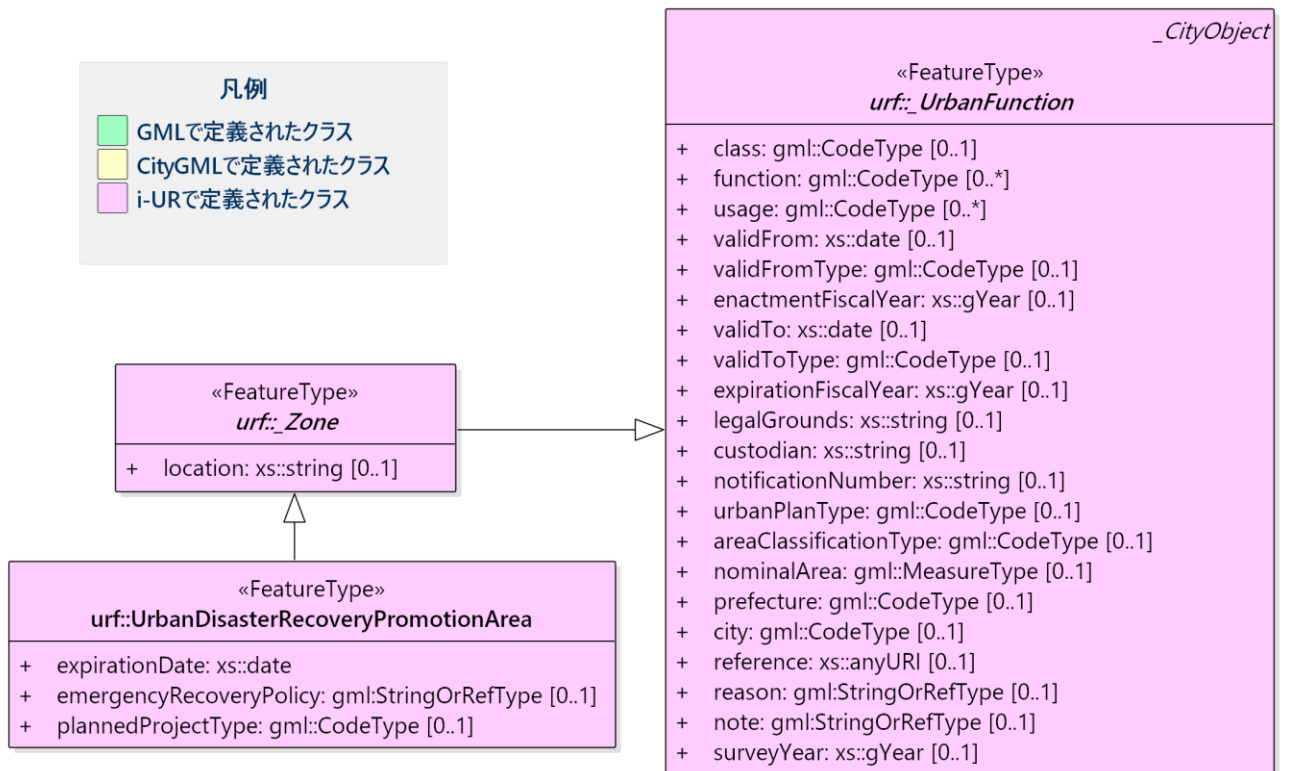 凡例
GMLで定義されたクラス
CityGMLで定義されたクラス
i-URで定義されたクラス
_CityObject
«FeatureType»
urf::_UrbanFunction
+ class: gml::CodeType [0..1]
+ function: gml::CodeType [0..*]
+ usage: gml::CodeType [0..*]
+ validFrom: xs::date [0..1]
+ validFromType: gml::CodeType [0..1]
+ enactmentFiscalYear: xs::gYear [0..1]
+ validTo: xs::date [0..1]
+ validToType: gml::CodeType [0..1]
+ expirationFiscalYear: xs::gYear [0..1]
+ legalGrounds: xs::string [0..1]
+ custodian: xs::string [0..1]
+ notificationNumber: xs::string [0..1]
+ urbanPlanType: gml::CodeType [0..1]
+ areaClassificationType: gml::CodeType [0..1]
+ nominalArea: gml::MeasureType [0..1]
+ prefecture: gml::CodeType [0..1]
+ city: gml::CodeType [0..1]
+ reference: xs::anyURI [0..1]
+ reason: gml:StringOrRefType [0..1]
+ note: gml:StringOrRefType [0..1]
+ surveyYear: xs::gYear [0..1]
«FeatureType»
urf::_Zone
+ location: xs::string [0..1]
«FeatureType»
urf::UrbanDisasterRecoveryPromotionArea
+ expirationDate: xs::date
+ emergencyRecoveryPolicy: gml:StringOrRefType [0..1]
+ plannedProjectType: gml::CodeType [0..1]